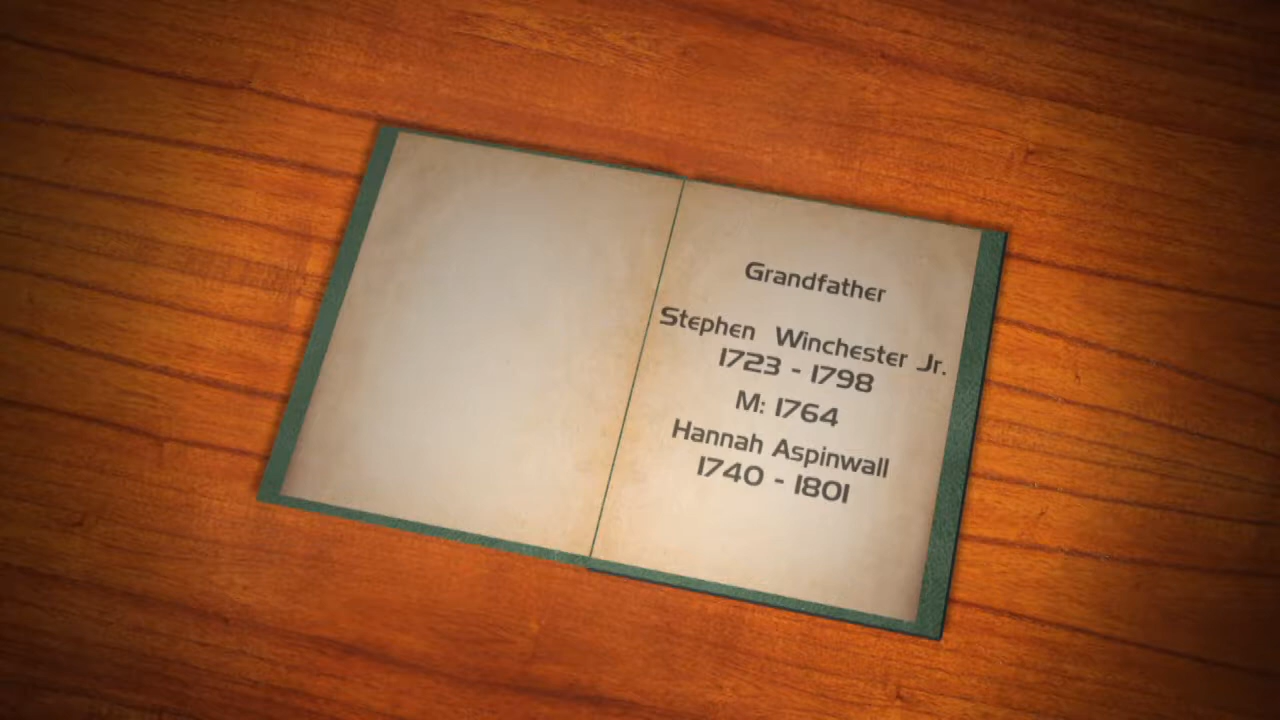 Grandfather
Stephen Winchester Jr.
1723 - 1798
M: 1764
Hannah Aspinwall
1740 - 1801